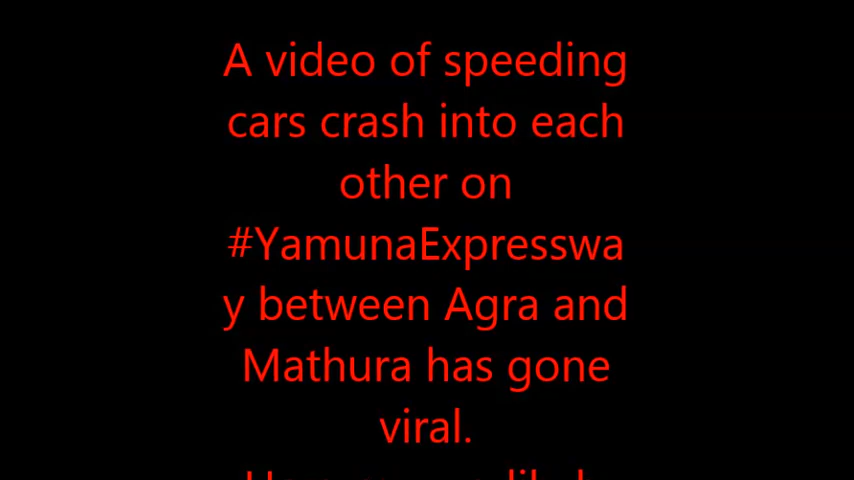 A video of speeding
cars crash into each
other on
#YamunaExpresswa
y between Agra and
Mathura has gone
viral.